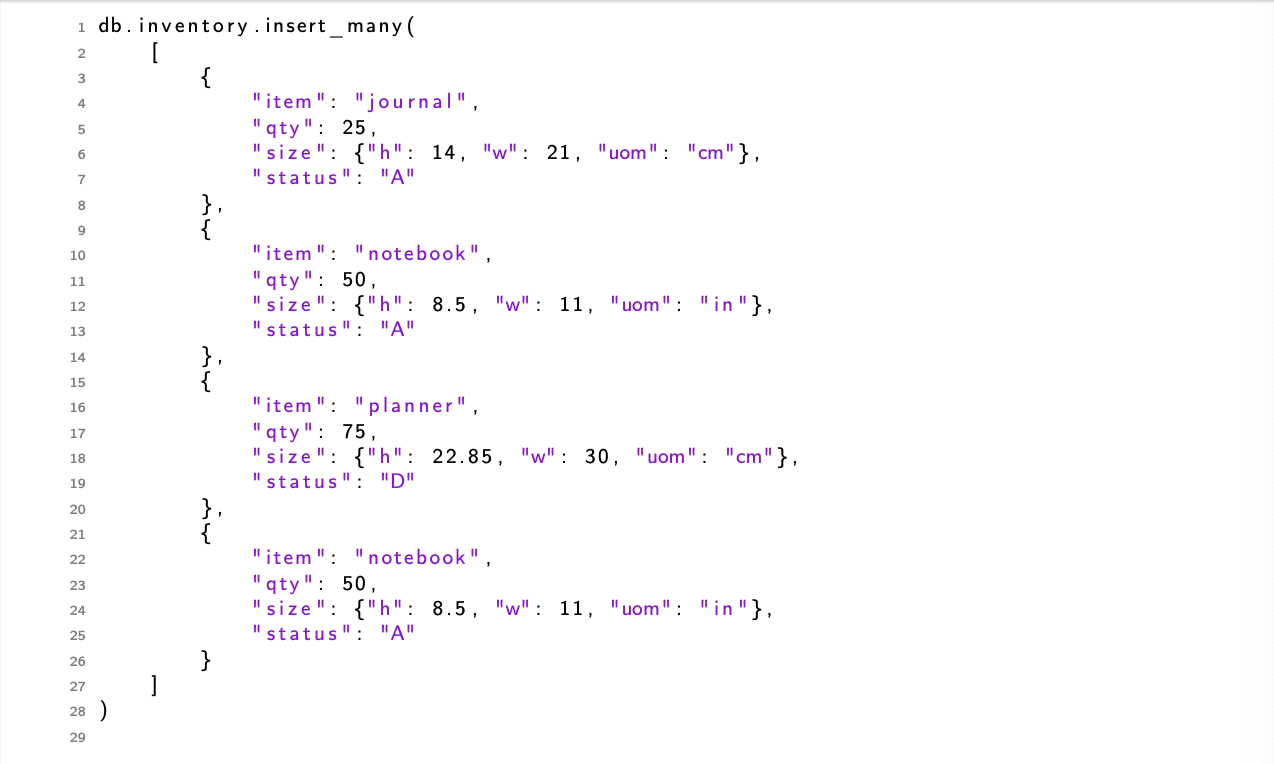 1 db.inventory.insert_many(
2     [
3         {
4             "item": "journal",
5             "qty": 25,
6             "size": {"h": 14, "w": 21, "uom": "cm"},
7             "status": "A"
8         },
9         {
10             "item": "notebook",
11             "qty": 50,
12             "size": {"h": 8.5, "w": 11, "uom": "in"},
13             "status": "A"
14         },
15         {
16             "item": "planner",
17             "qty": 75,
18             "size": {"h": 22.85, "w": 30, "uom": "cm"},
19             "status": "D"
20         },
21         {
22             "item": "notebook",
23             "qty": 50,
24             "size": {"h": 8.5, "w": 11, "uom": "in"},
25             "status": "A"
26         }
27     ]
28 )
29